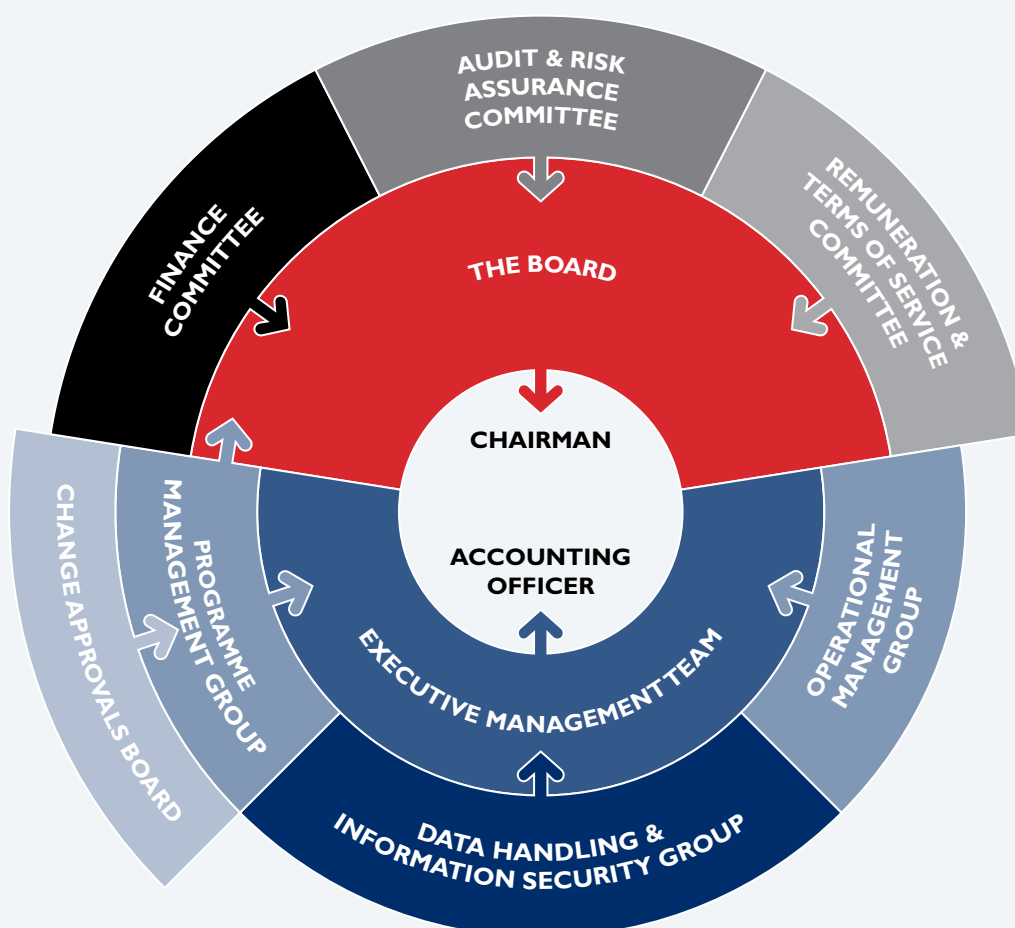 AUDIT & RISK
ASSURANCE
COMMITTEE
REMUNERATION &
TERMS OF SERVICE
COMMITTEE
FINANCE
COMMITTEE
THE BOARD
CHAIRMAN
ACCOUNTING
OFFICER
CHANGE APPROVALS BOARD
PROGRAMME
MANAGEMENT GROUP
EXECUTIVE MANAGEMENT TEAM
OPERATIONAL
MANAGEMENT
GROUP
DATA HANDLING &
INFORMATION SECURITY GROUP